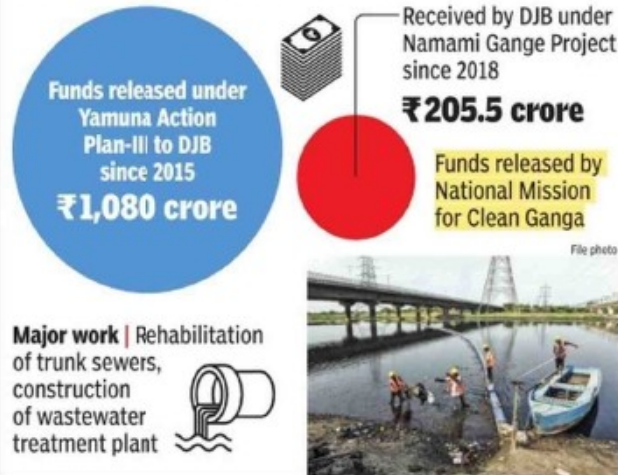 Funds released under
Yamuna Action
Plan-III to DJB
since 2015
₹1,080 crore
Received by DJB under
Namami Gange Project
since 2018
₹205.5 crore
Funds released by
National Mission
for Clean Ganga
File photo
Major work | Rehabilitation
of trunk sewers,
construction
of wastewater
treatment plant